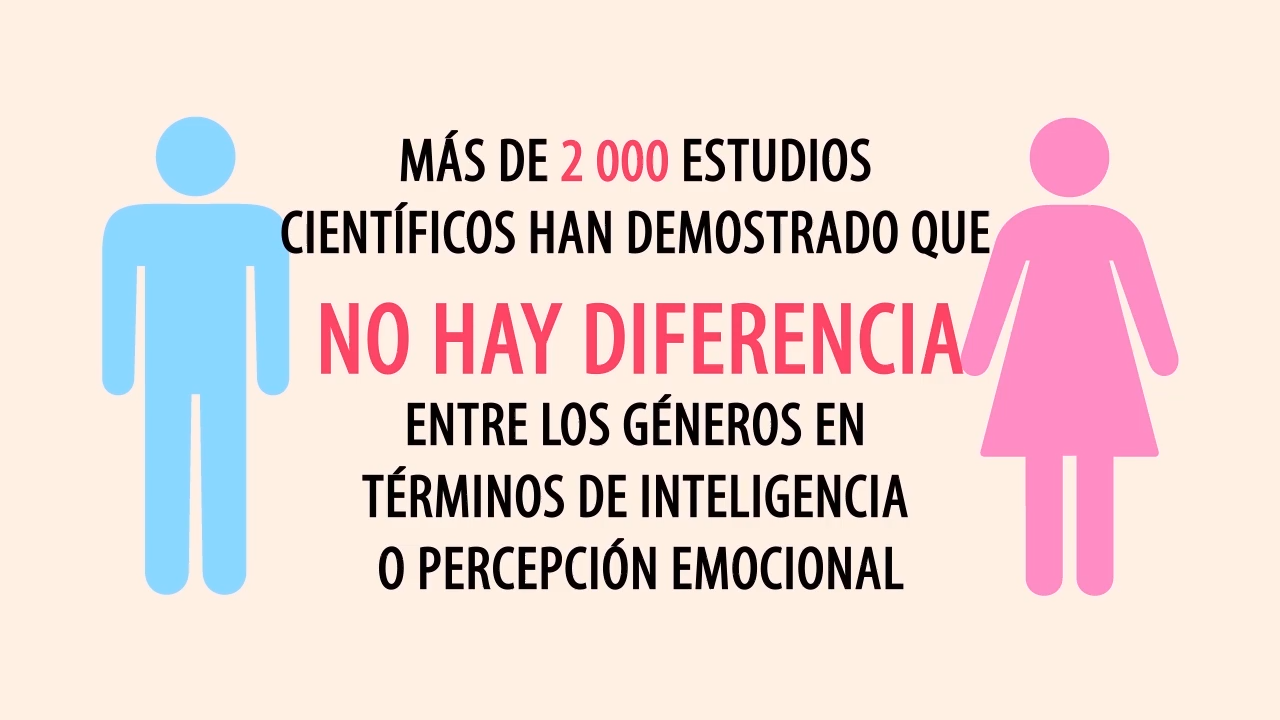 MÁS DE 2 000 ESTUDIOS
CIENTÍFICOS HAN DEMOSTRADO QUE
NO HAY DIFERENCIA
ENTRE LOS GÉNEROS EN
TÉRMINOS DE INTELIGENCIA
O PERCEPCIÓN EMOCIONAL